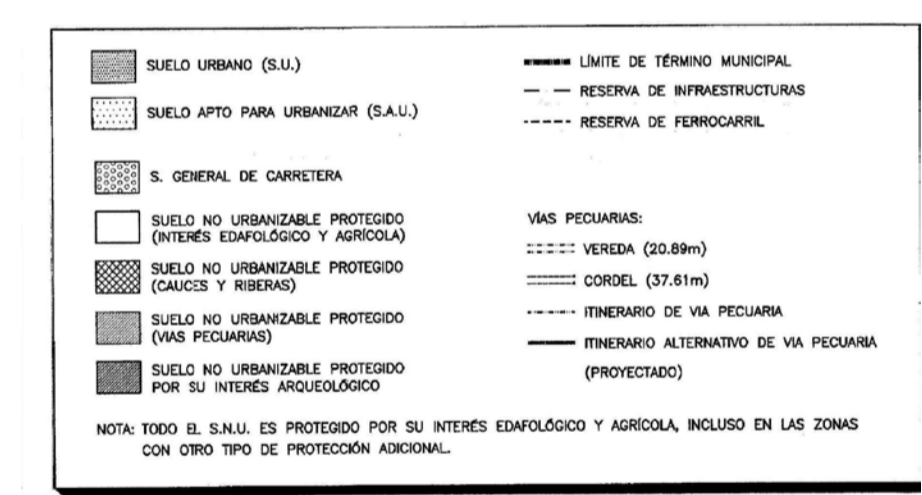 SUELO URBANO (S.U.)
SUELO APTO PARA URBANIZAR (S.A.U.)
S. GENERAL DE CARRETERA
SUELO NO URBANIZABLE PROTEGIDO
(INTERÉS EDAFOLÓGICO Y AGRÍCOLA)
SUELO NO URBANIZABLE PROTEGIDO
(CAUCES Y RIBERAS)
SUELO NO URBANIZABLE PROTEGIDO
(VIAS PECUARIAS)
SUELO NO URBANIZABLE PROTEGIDO
POR SU INTERÉS ARQUEOLÓGICO
LÍMITE DE TÉRMINO MUNICIPAL
RESERVA DE INFRAESTRUCTURAS
RESERVA DE FERROCARRIL
VÍAS PECUARIAS:
VEREDA (20.89m)
CORDEL (37.61m)
ITINERARIO DE VIA PECUARIA
ITINERARIO ALTERNATIVO DE VIA PECUARIA
(PROYECTADO)
NOTA: TODO EL S.N.U. ES PROTEGIDO POR SU INTERÉS EDAFOLÓGICO Y AGRÍCOLA, INCLUSO EN LAS ZONAS
CON OTRO TIPO DE PROTECCIÓN ADICIONAL.